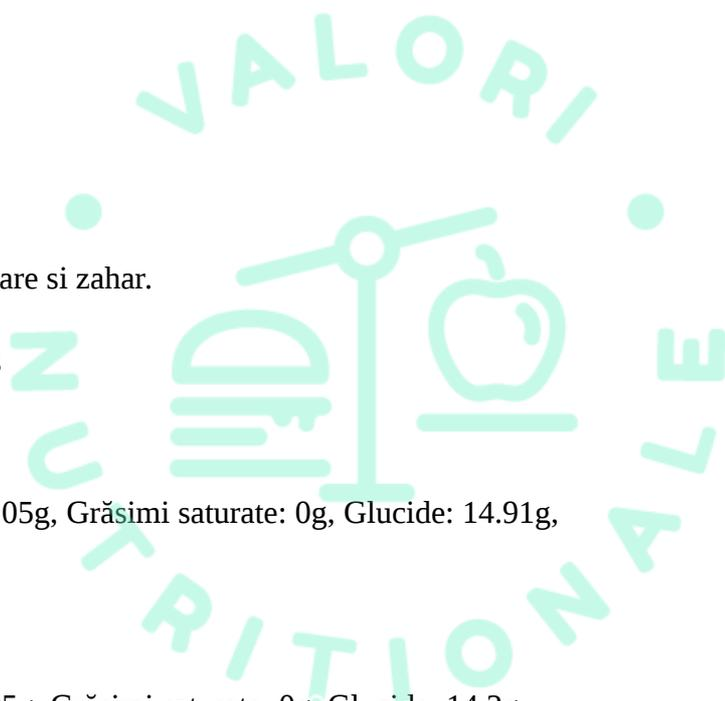 VALORI
are si zahar.
05g, Grăsimi saturate: 0g, Glucide: 14.91g,
NUTRITIONALE